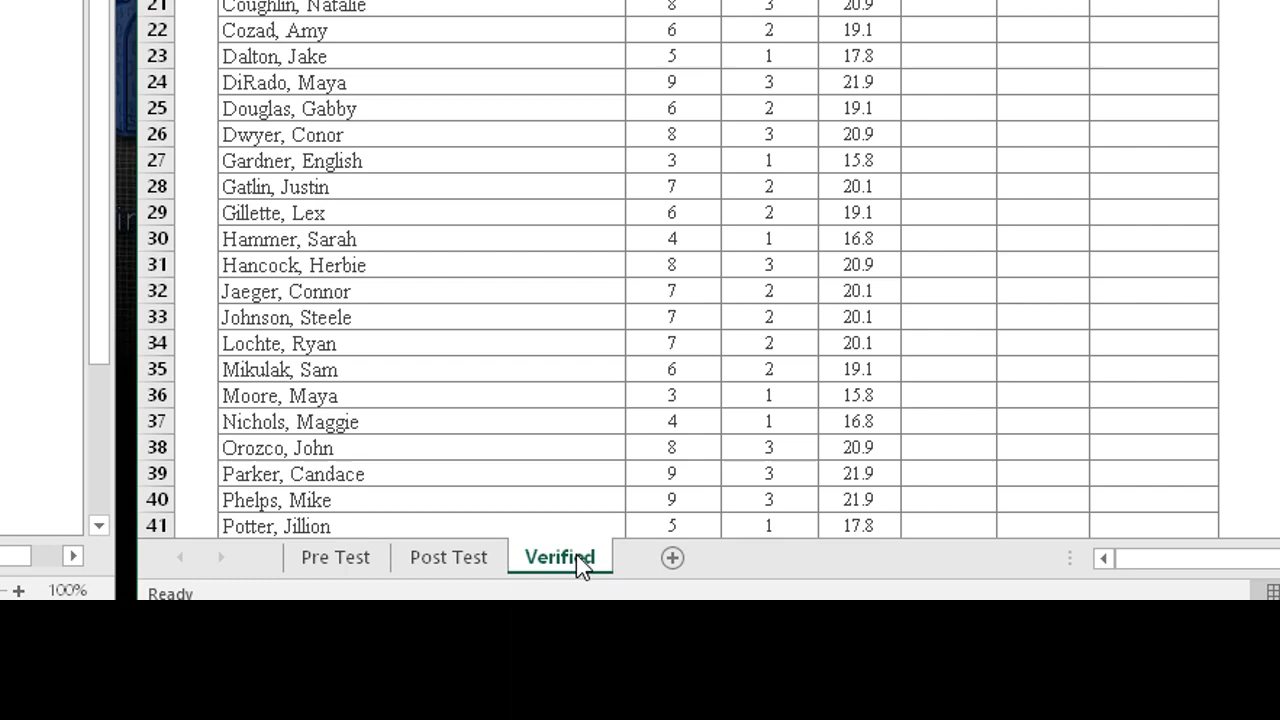 21 Coughlin, Natalie 8 3 20.9
22 Cozad, Amy 6 2 19.1
23 Dalton, Jake 5 1 17.8
24 DiRado, Maya 9 3 21.9
25 Douglas, Gabby 6 2 19.1
26 Dwyer, Conor 8 3 20.9
27 Gardner, English 3 1 15.8
28 Gatlin, Justin 7 2 20.1
29 Gillette, Lex 6 2 19.1
30 Hammer, Sarah 4 1 16.8
31 Hancock, Herbie 8 3 20.9
32 Jaeger, Connor 7 2 20.1
33 Johnson, Steele 7 2 20.1
34 Lochte, Ryan 7 2 20.1
35 Mikulak, Sam 6 2 19.1
36 Moore, Maya 3 1 15.8
37 Nichols, Maggie 4 1 16.8
38 Orozco, John 8 3 20.9
39 Parker, Candace 9 3 21.9
40 Phelps, Mike 9 3 21.9
41 Potter, Jillion 5 1 17.8
Pre Test Post Test Verified
100% Ready